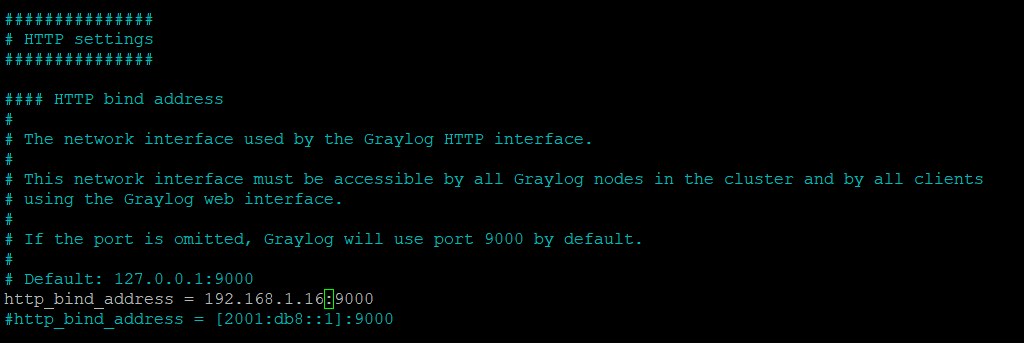 ###############
# HTTP settings
###############
#### HTTP bind address
#
# The network interface used by the Graylog HTTP interface.
#
# This network interface must be accessible by all Graylog nodes in the cluster and by all clients
# using the Graylog web interface.
#
# If the port is omitted, Graylog will use port 9000 by default.
#
# Default: 127.0.0.1:9000
http_bind_address = 192.168.1.16:9000
#http_bind_address = [2001:db8::1]:9000